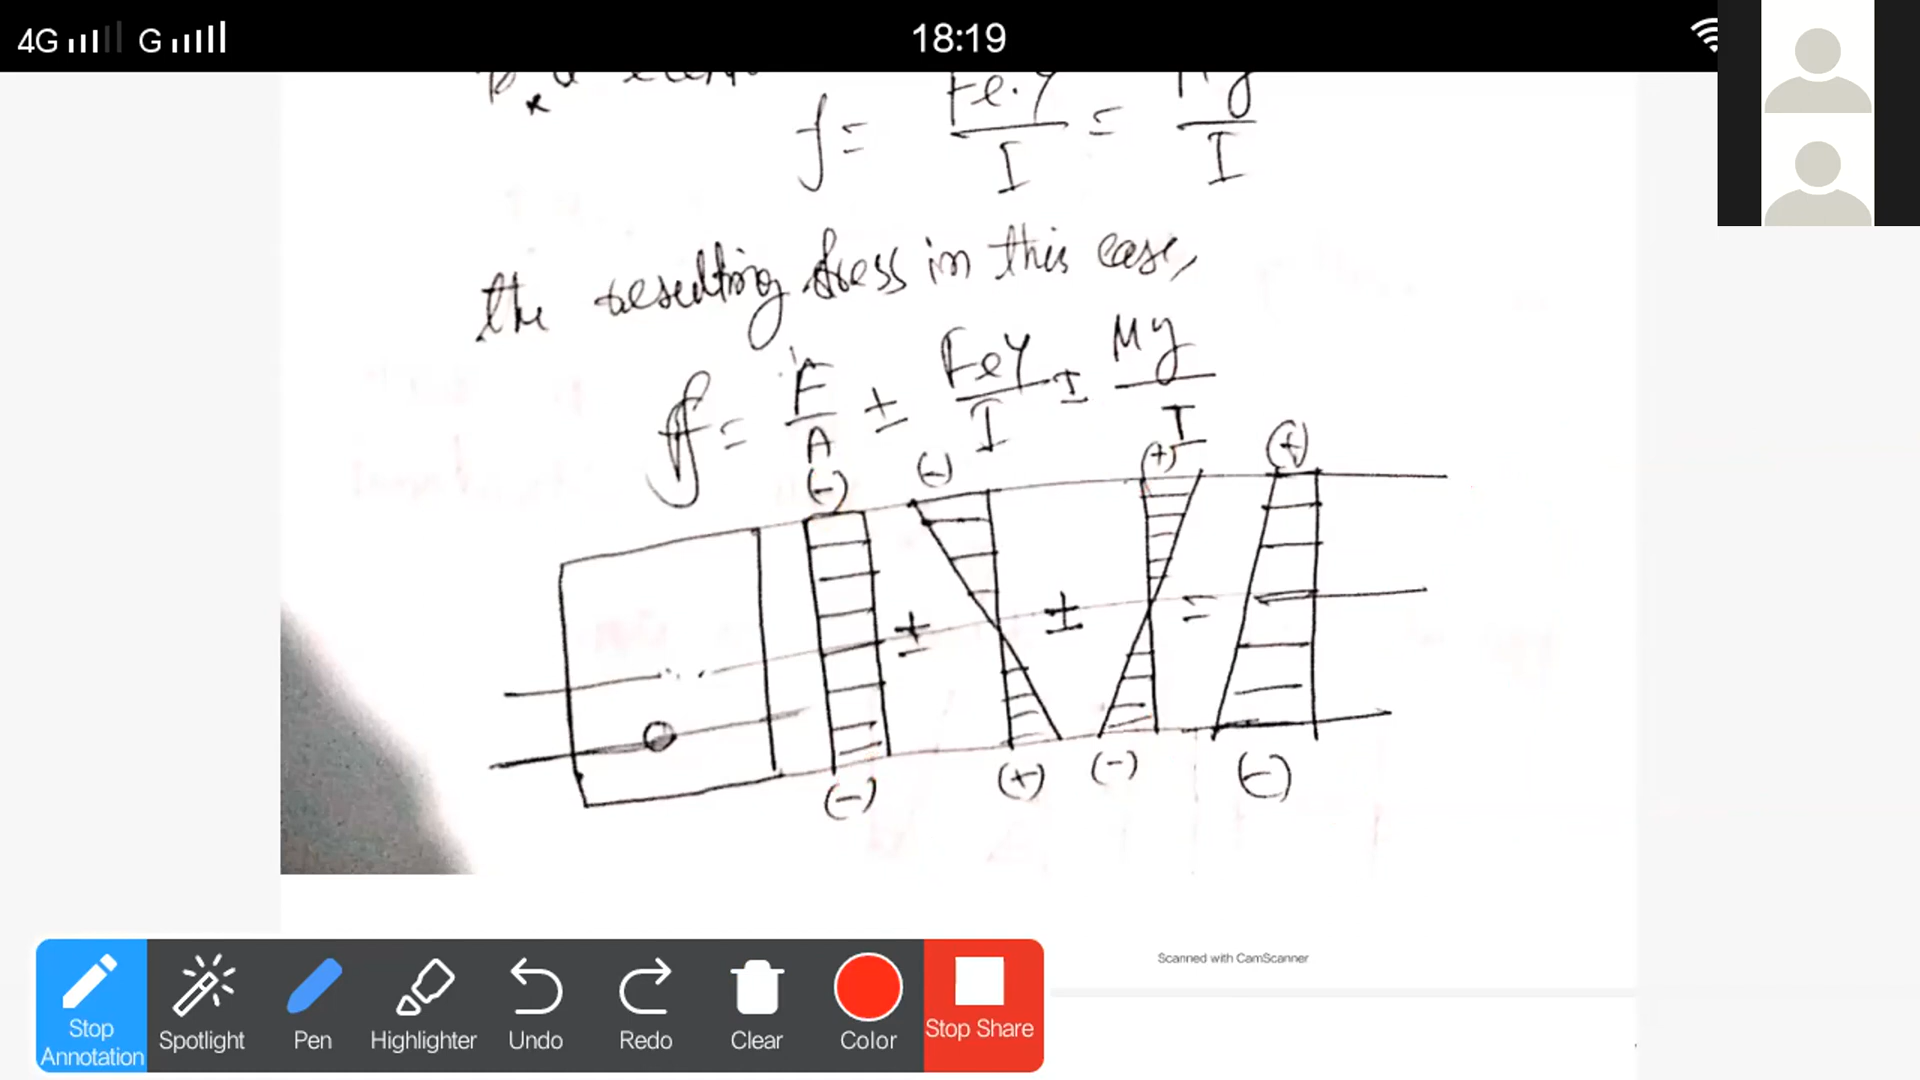 4G G 18:19
f = Fe.y/I = My/I
the resulting stress in this case,
f = F/A ± Fey/I ± My/I
(-) (-) (+) (+)
± ± =
(-) (+) (-) (-)
Scanned with CamScanner
Stop Annotation
Spotlight
Pen
Highlighter
Undo
Redo
Clear
Color
Stop Share